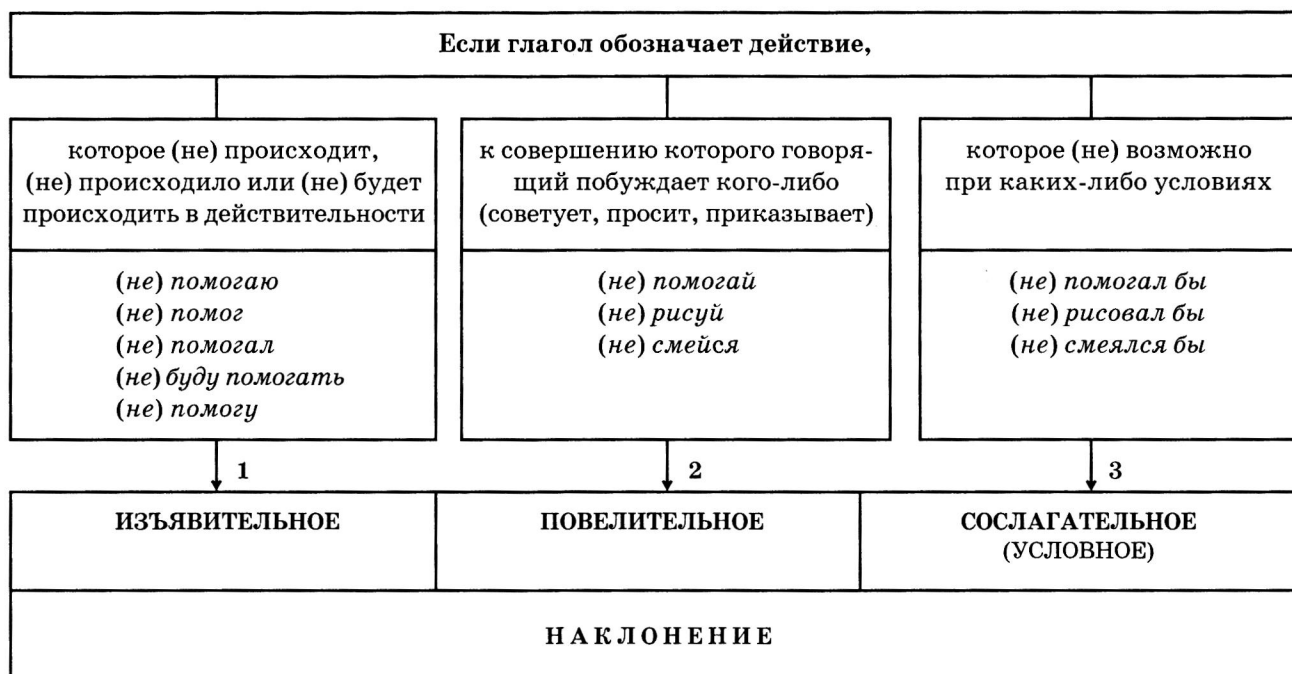 Если глагол обозначает действие,
которое (не) происходит,
(не) происходило или (не) будет
происходить в действительности
(не) помогаю
(не) помог
(не) помогал
(не) буду помогать
(не) помогу
к совершению которого говоря-
щий побуждает кого-либо
(советует, просит, приказывает)
(не) помогай
(не) рисуй
(не) смейся
которое (не) возможно
при каких-либо условиях
(не) помогал бы
(не) рисовал бы
(не) смеялся бы
1
2
3
ИЗЪЯВИТЕЛЬНОЕ
ПОВЕЛИТЕЛЬНОЕ
СОСЛАГАТЕЛЬНОЕ
(УСЛОВНОЕ)
НАКЛОНЕНИЕ